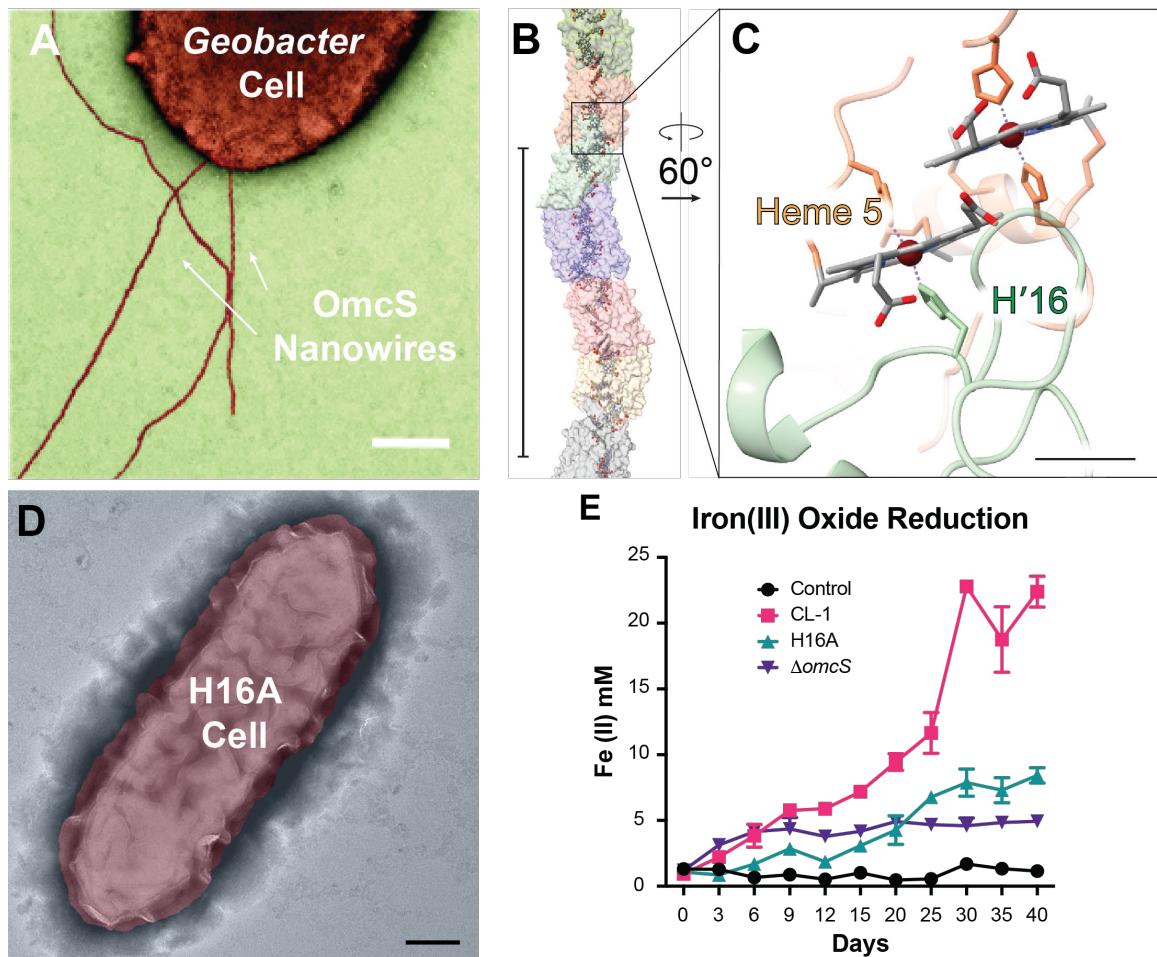 A
Geobacter
Cell
OmcS
Nanowires
B
60°
C
Heme 5
H′16
D
H16A
Cell
E
Iron(III) Oxide Reduction
Fe (II) mM
25
20
15
10
5
0
Control
CL-1
H16A
ΔomcS
0 3 6 9 12 15 20 25 30 35 40
Days